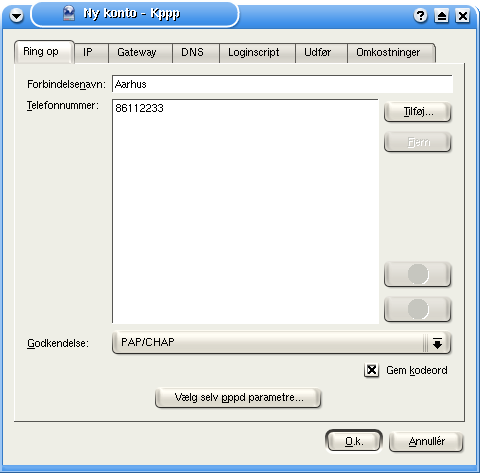 Ny konto - Kppp
Ring op IP Gateway DNS Loginscript Udfør Omkostninger
Forbindelsesnavn: Aarhus
Telefonnummer: 86112233 Tilføj...
Fjern
Godkendelse: PAP/CHAP
Gem kodeord
Vælg selv pppd parametre...
O.k. Annullér